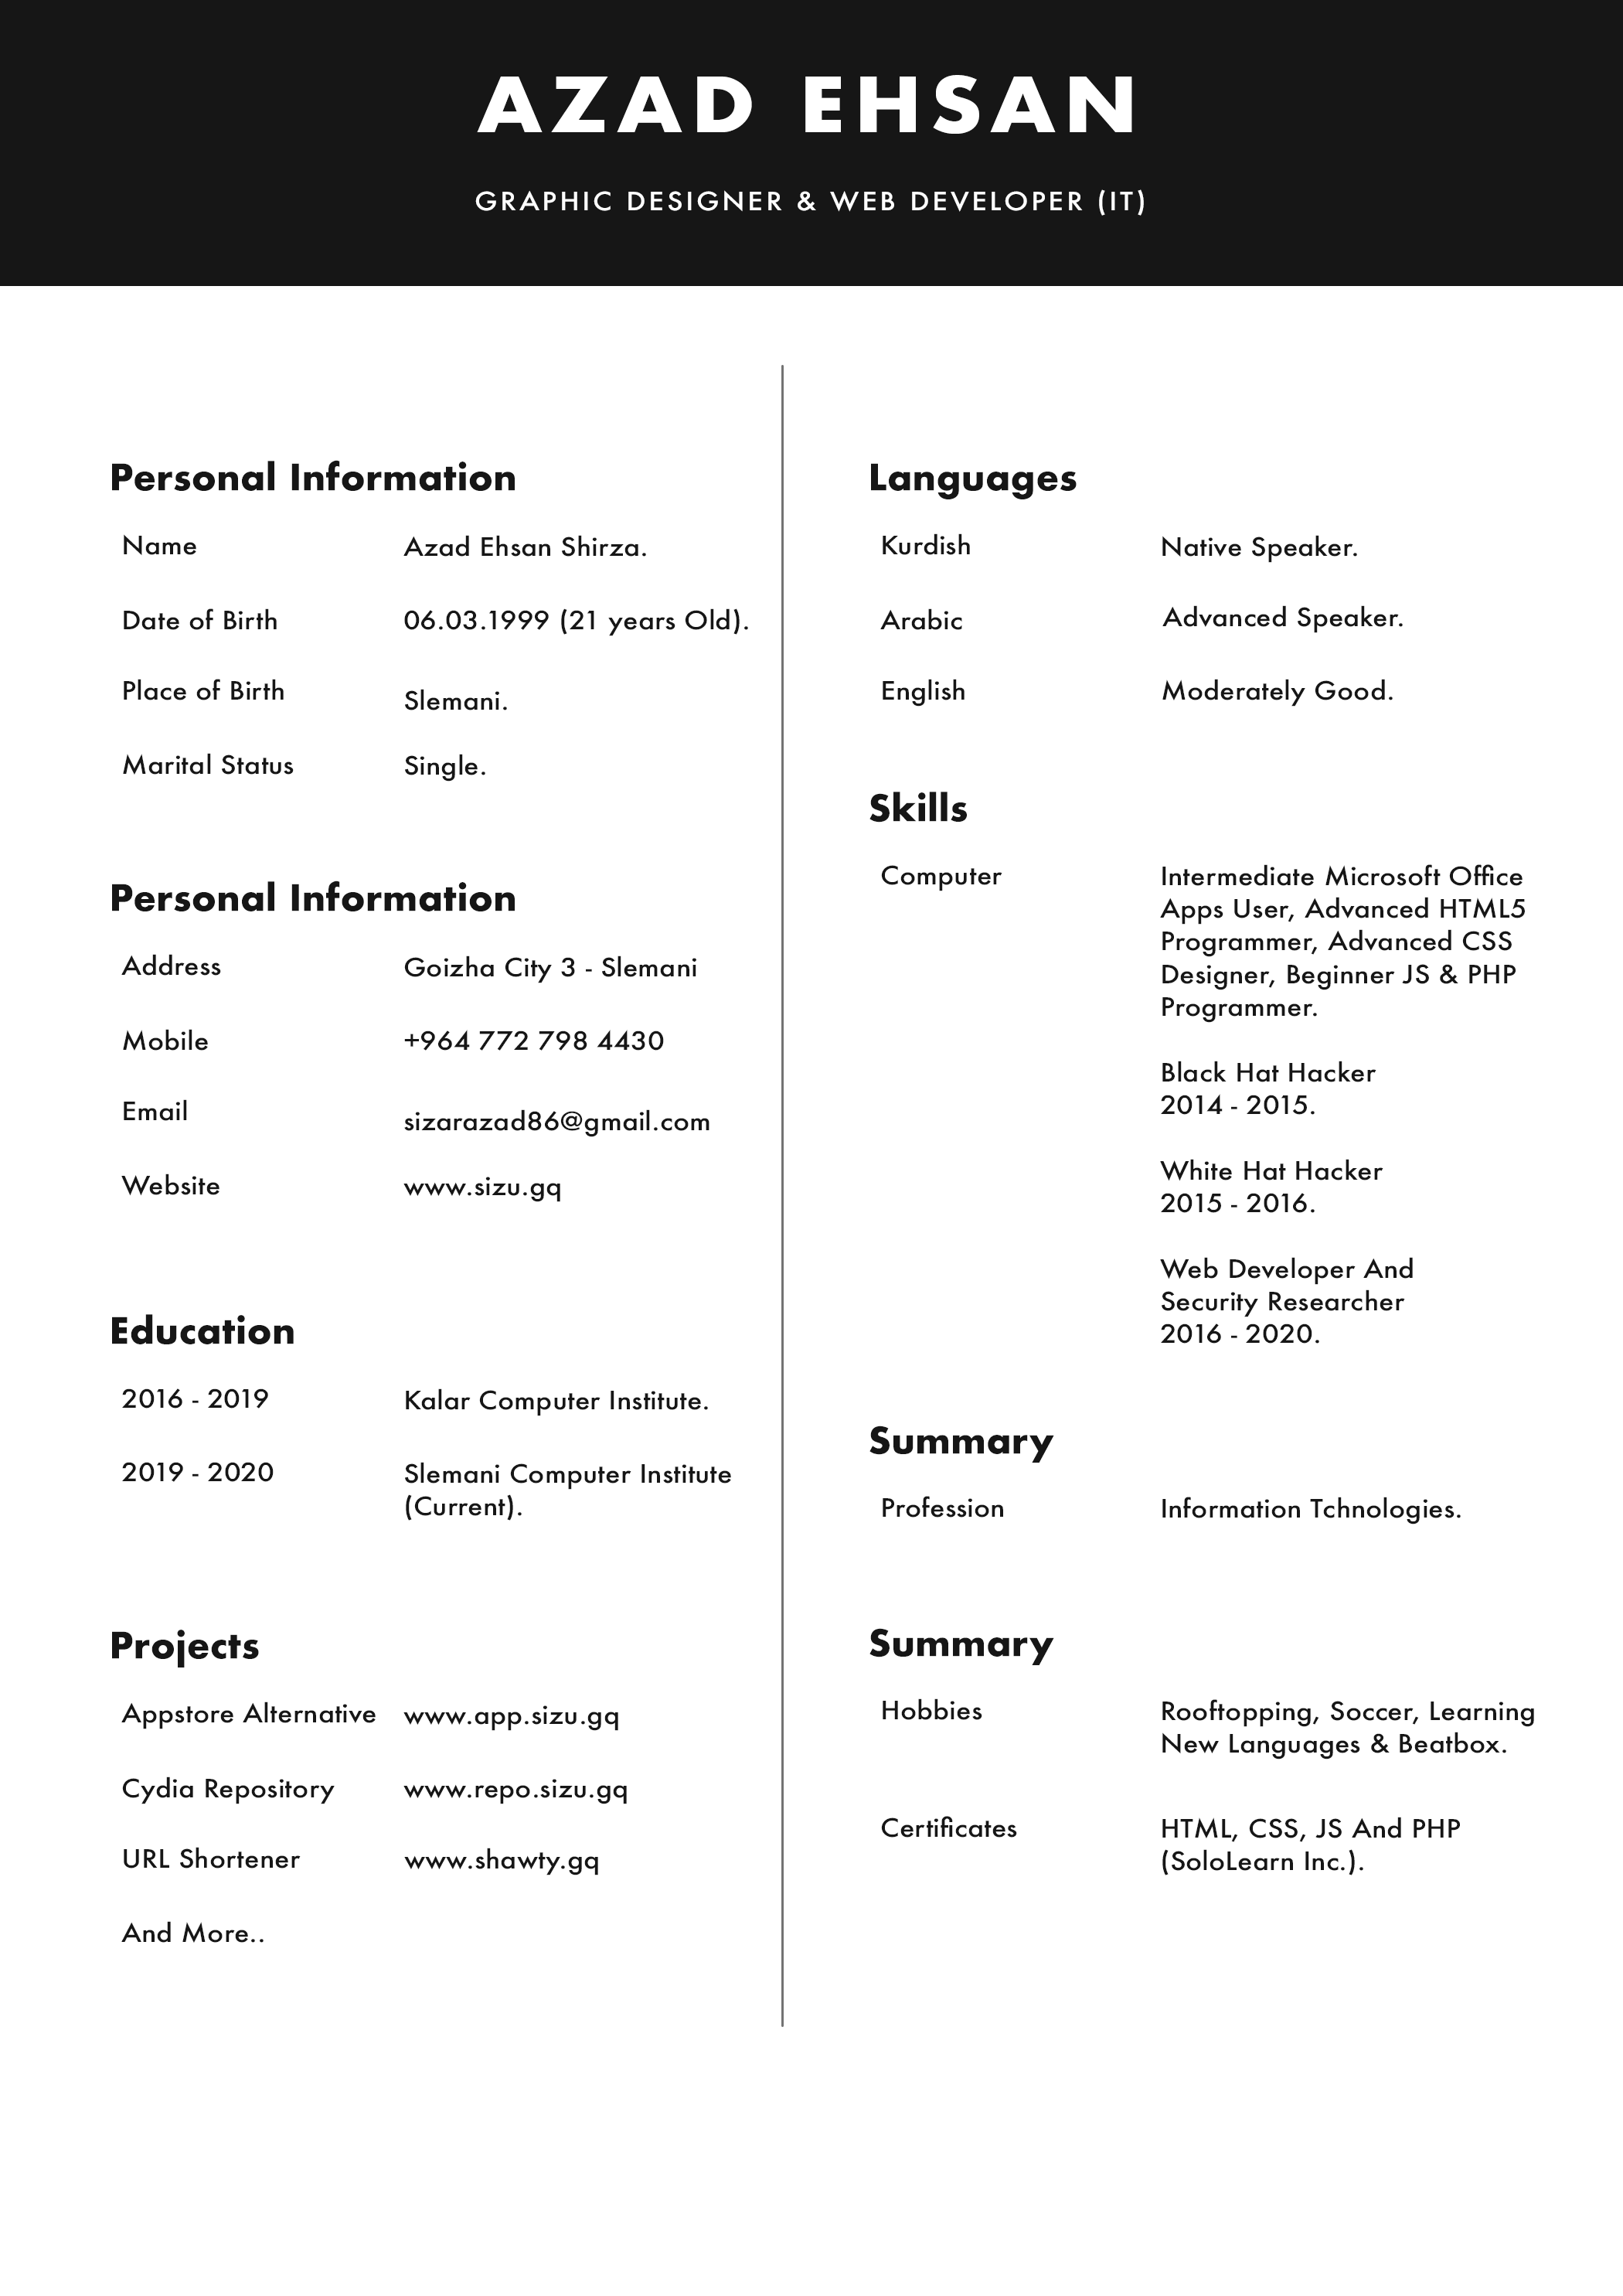 AZAD EHSAN
GRAPHIC DESIGNER & WEB DEVELOPER (IT)
Personal Information
Name Azad Ehsan Shirza.
Date of Birth 06.03.1999 (21 years Old).
Place of Birth Slemani.
Marital Status Single.
Personal Information
Address Goizha City 3 - Slemani
Mobile +964 772 798 4430
Email sizarazad86@gmail.com
Website www.sizu.gq
Education
2016 - 2019 Kalar Computer Institute.
2019 - 2020 Slemani Computer Institute
(Current).
Projects
Appstore Alternative www.app.sizu.gq
Cydia Repository www.repo.sizu.gq
URL Shortener www.shawty.gq
And More..
Languages
Kurdish Native Speaker.
Arabic Advanced Speaker.
English Moderately Good.
Skills
Computer Intermediate Microsoft Office
Apps User, Advanced HTML5
Programmer, Advanced CSS
Designer, Beginner JS & PHP
Programmer.
Black Hat Hacker
2014 - 2015.
White Hat Hacker
2015 - 2016.
Web Developer And
Security Researcher
2016 - 2020.
Summary
Profession Information Tchnologies.
Summary
Hobbies Rooftopping, Soccer, Learning
New Languages & Beatbox.
Certificates HTML, CSS, JS And PHP
(SoloLearn Inc.).